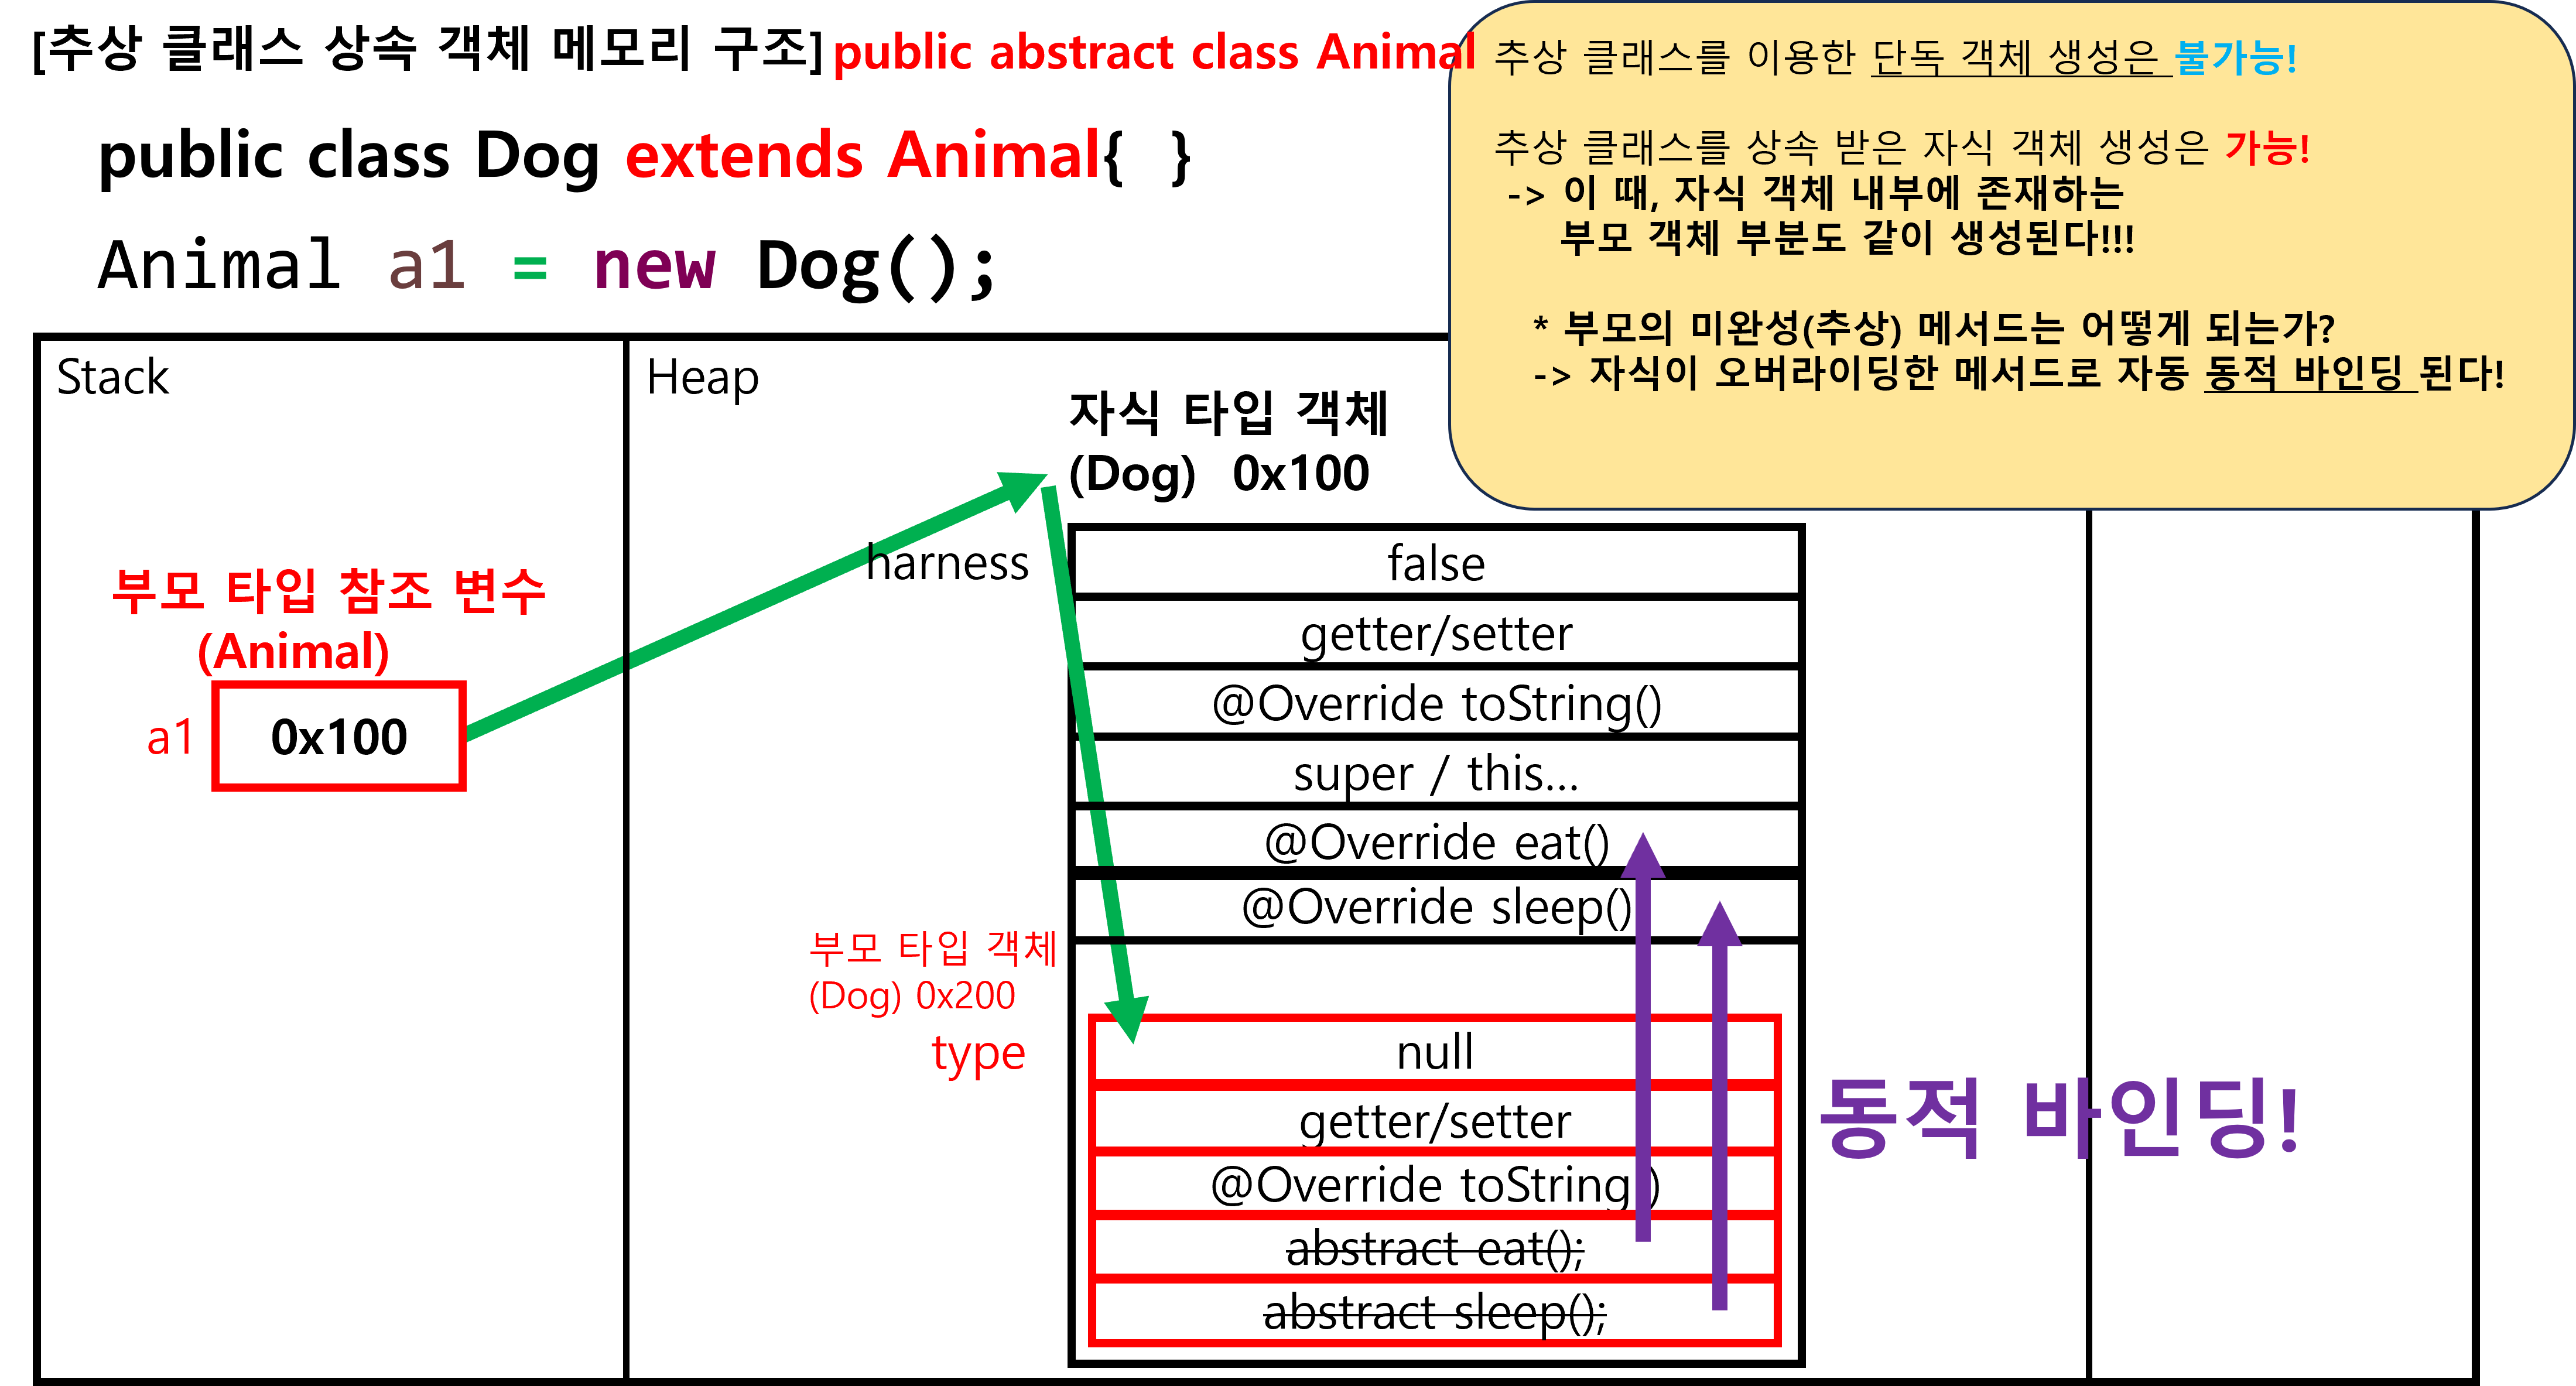 [추상 클래스 상속 객체 메모리 구조] public abstract class Animal
public class Dog extends Animal{ }
Animal a1 = new Dog();
추상 클래스를 이용한 단독 객체 생성은 불가능!
추상 클래스를 상속 받은 자식 객체 생성은 가능!
-> 이 때, 자식 객체 내부에 존재하는
부모 객체 부분도 같이 생성된다!!!
* 부모의 미완성(추상) 메서드는 어떻게 되는가?
-> 자식이 오버라이딩한 메서드로 자동 동적 바인딩 된다!
Stack
Heap
자식 타입 객체
(Dog) 0x100
부모 타입 참조 변수
(Animal)
a1 0x100
harness false
getter/setter
@Override toString()
super / this...
@Override eat()
@Override sleep()
부모 타입 객체
(Dog) 0x200
type null
getter/setter
@Override toString()
abstract eat();
abstract sleep();
동적 바인딩!